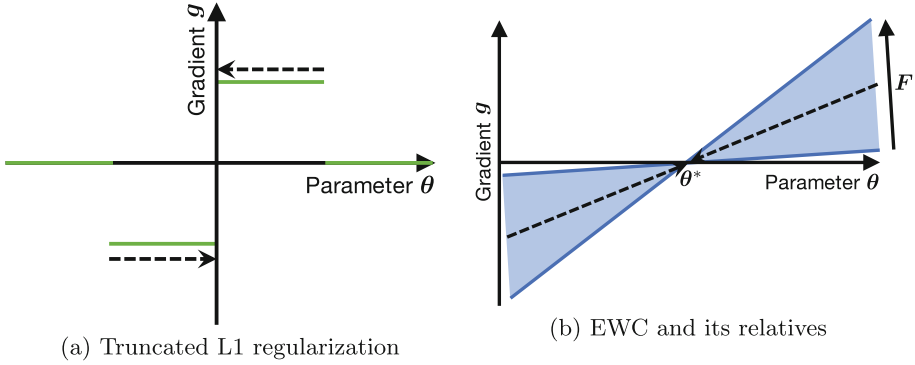 Gradient g
Parameter θ
(a) Truncated L1 regularization
Gradient g
F
θ*
Parameter θ
(b) EWC and its relatives